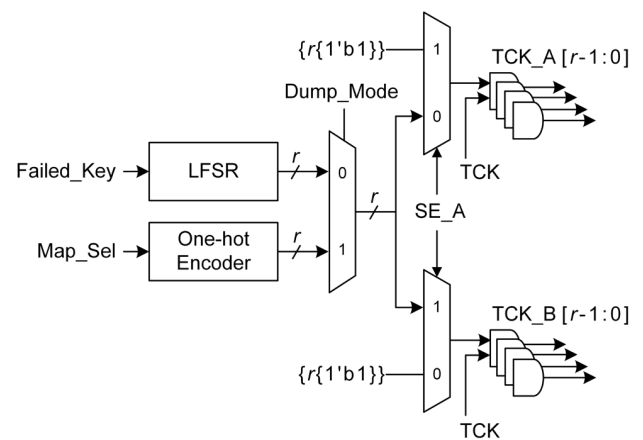 {r{1'b1}}
1
TCK_A [r-1:0]
Dump_Mode
0
TCK
Failed_Key
LFSR
r
0
r
SE_A
Map_Sel
One-hot
Encoder
r
1
1
TCK_B [r-1:0]
{r{1'b1}}
0
TCK